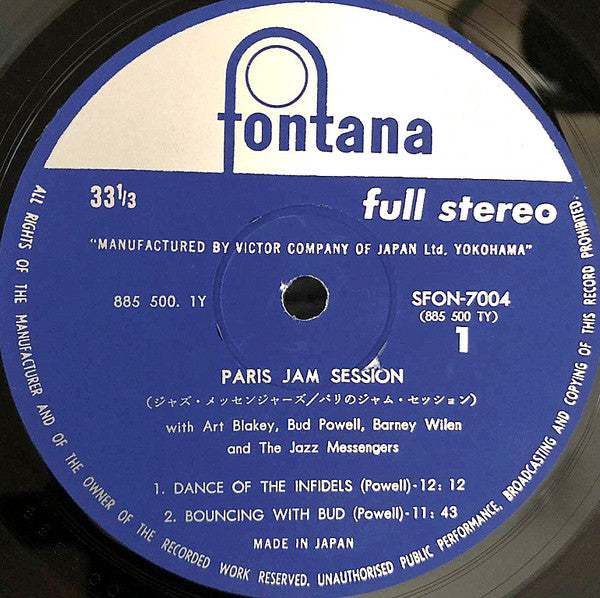 fontana
33 1/3
full stereo
"MANUFACTURED BY VICTOR COMPANY OF JAPAN Ltd. YOKOHAMA"
885 500. 1Y
SFON-7004
(885 500 TY)
1
PARIS JAM SESSION
(ジャズ・メッセンジャーズ/パリのジャム・セッション)
with Art Blakey, Bud Powell, Barney Wilen
and The Jazz Messengers
1. DANCE OF THE INFIDELS (Powell)-12: 12
2. BOUNCING WITH BUD (Powell)-11: 43
MADE IN JAPAN
ALL RIGHTS OF THE MANUFACTURER AND OF THE OWNER OF THE RECORDED WORK RESERVED. UNAUTHORISED PUBLIC PERFORMANCE, BROADCASTING AND COPYING OF THIS RECORD PROHIBITED.